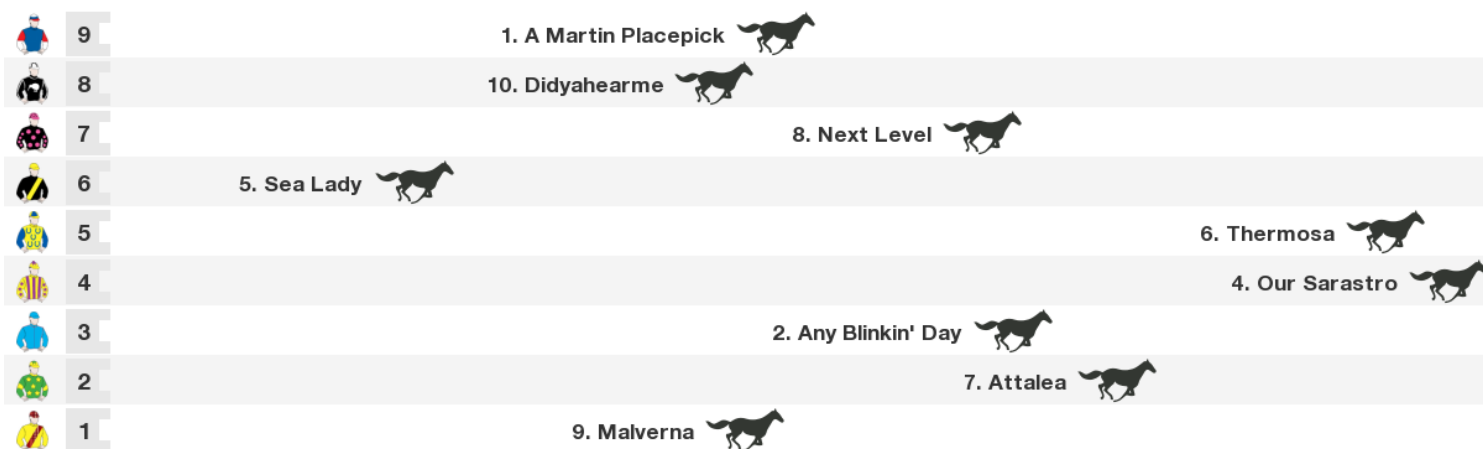 9 1. A Martin Placepick
8 10. Didyahearme
7 8. Next Level
6 5. Sea Lady
5 6. Thermosa
4 4. Our Sarastro
3 2. Any Blinkin' Day
2 7. Attalea
1 9. Malverna